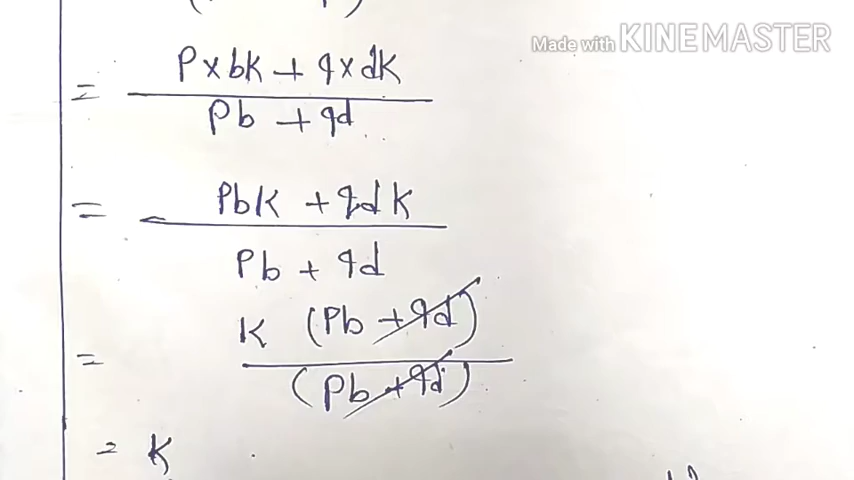 Made with KINEMASTER
P×bK + q×dK
= ─────────
Pb + qd
PbK + qdK
= ─────────
Pb + qd
K (Pb + qd)
= ─────────
(Pb + qd)
= K